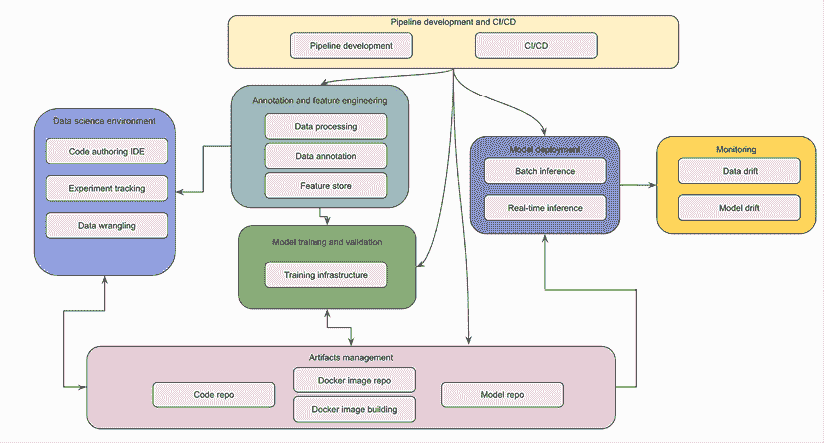 Pipeline development and CI/CD
Pipeline development
CI/CD
Annotation and feature engineering
Data processing
Data annotation
Feature store
Data science environment
Code authoring IDE
Experiment tracking
Data wrangling
Model deployment
Batch inference
Real-time inference
Monitoring
Data drift
Model drift
Model training and validation
Training infrastructure
Artifacts management
Code repo
Docker image repo
Docker image building
Model repo